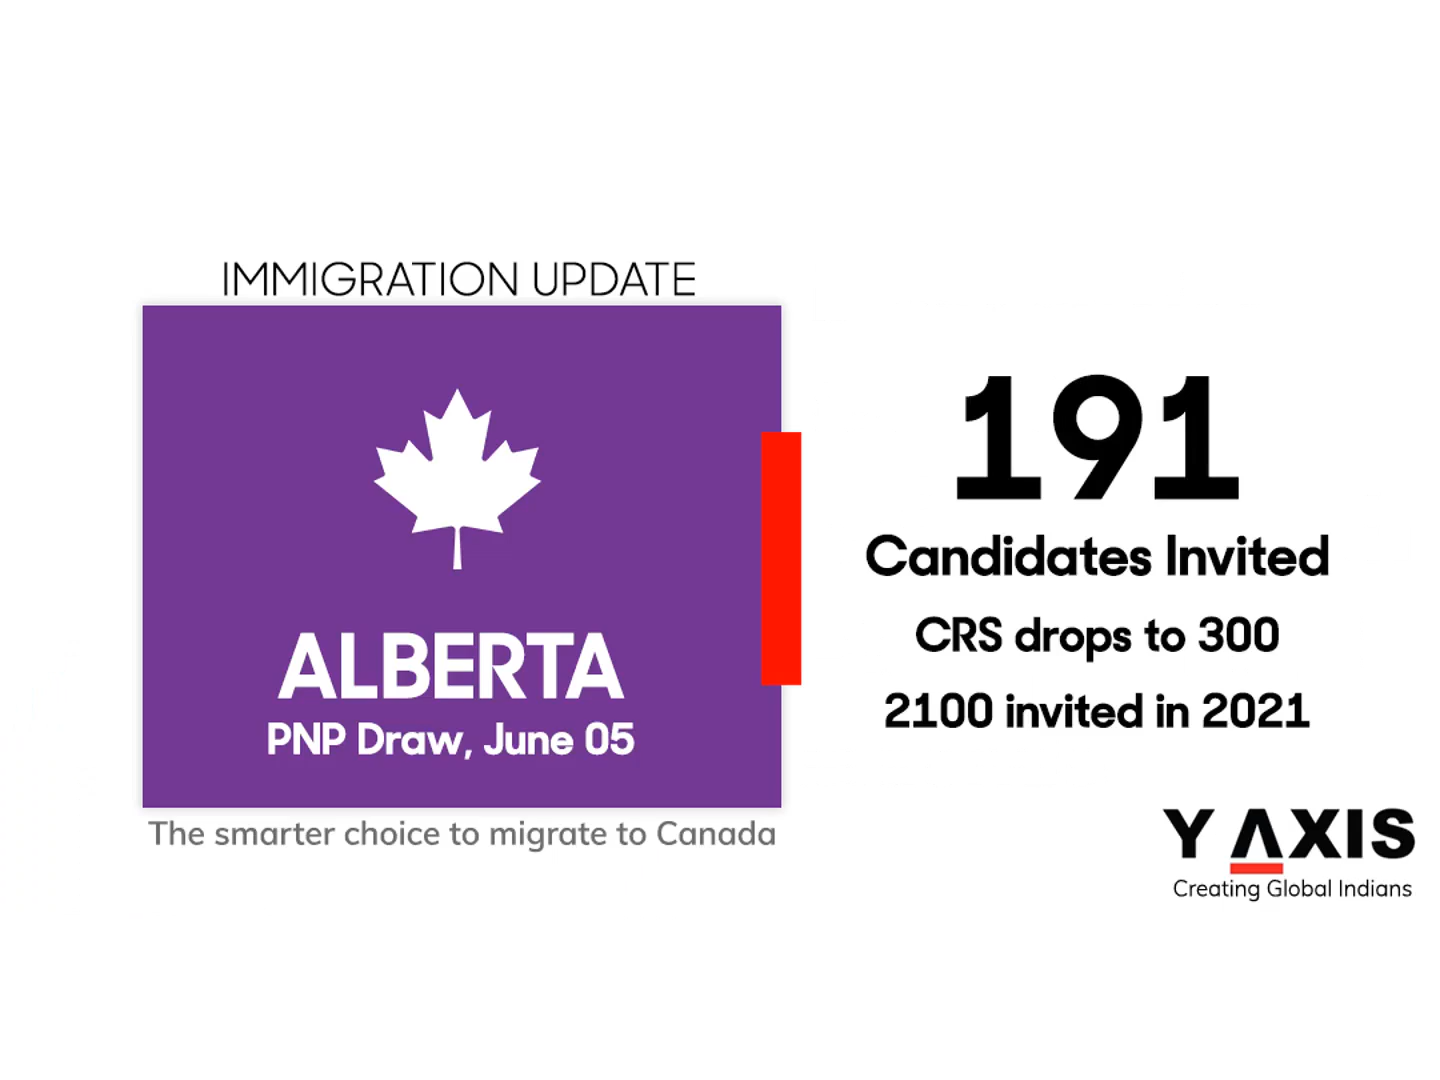 IMMIGRATION UPDATE
ALBERTA
PNP Draw, June 05
The smarter choice to migrate to Canada
191
Candidates Invited
CRS drops to 300
2100 invited in 2021
Y AXIS
Creating Global Indians